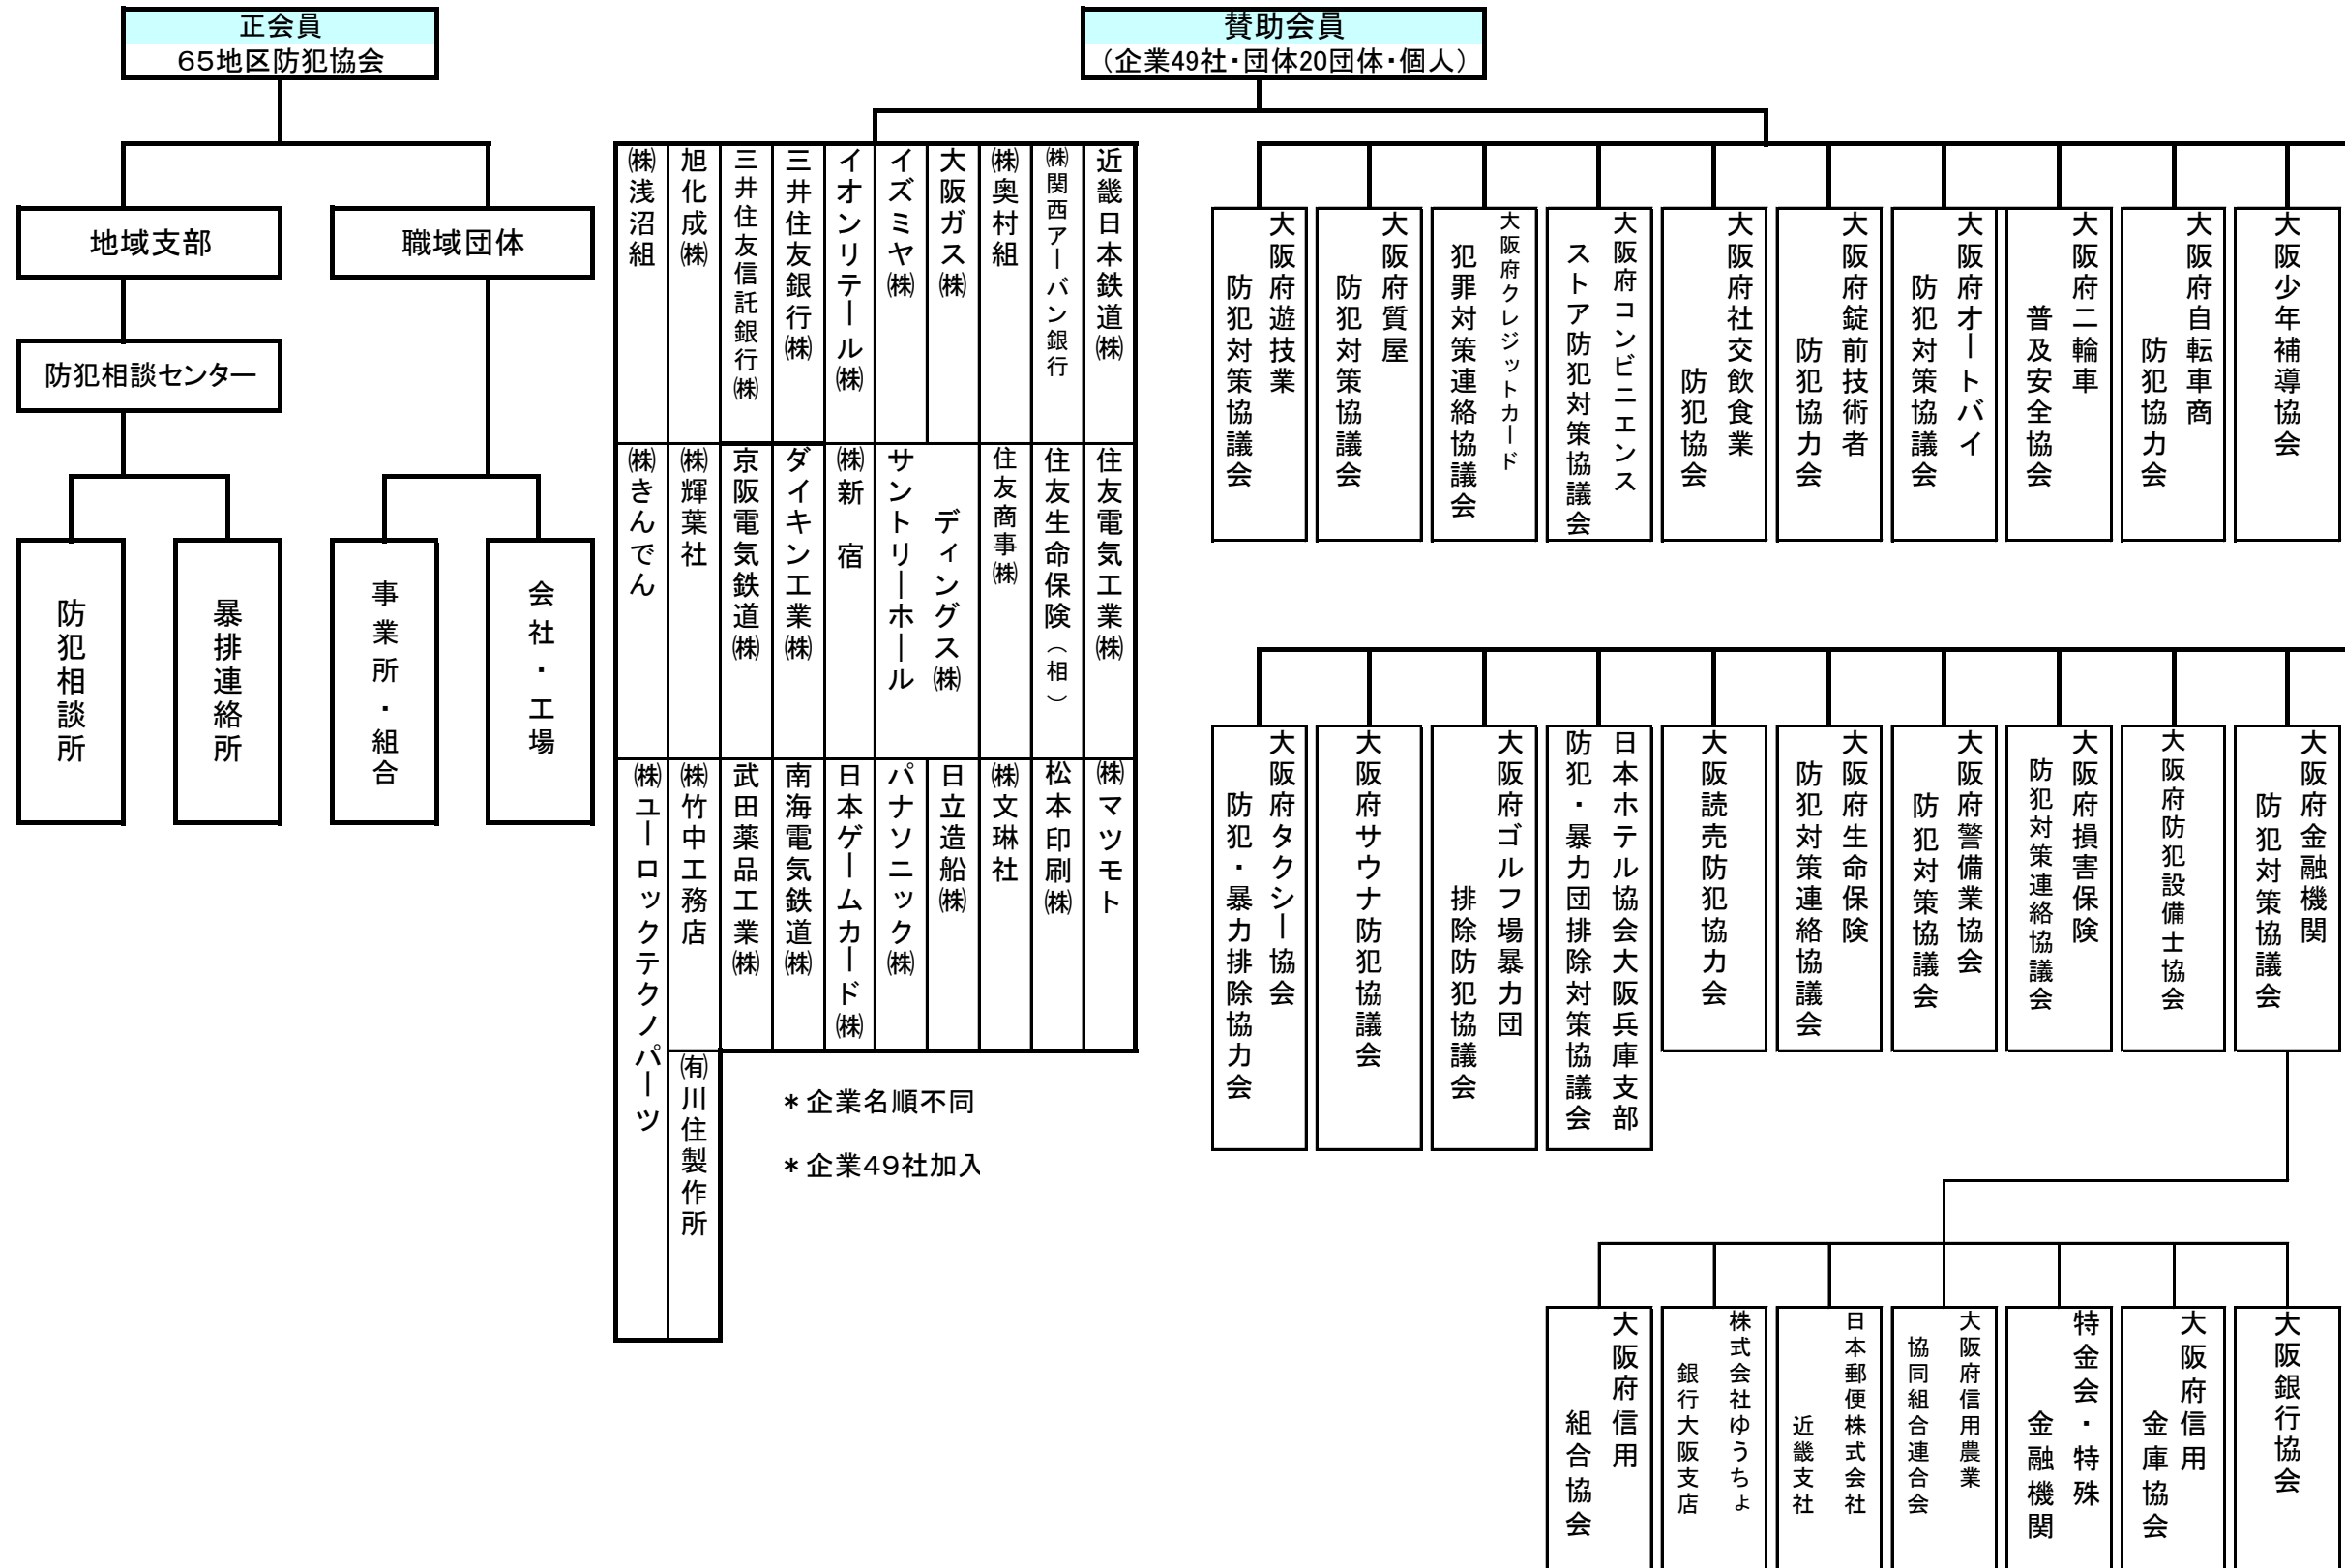 正会員
65地区防犯協会
賛助会員
（企業49社・団体20団体・個人）
地域支部
職域団体
防犯相談センター
防犯相談所
暴排連絡所
事業所・組合
会社・工場
近畿日本鉄道㈱
㈱関西アーバン銀行
㈱奥村組
大阪ガス㈱
イズミヤ㈱
イオンリテール㈱
三井住友銀行㈱
三井住友信託銀行㈱
旭化成㈱
㈱浅沼組
住友電気工業㈱
住友生命保険（相）
住友商事㈱
サントリーホール
ディングス㈱
㈱新　宿
ダイキン工業㈱
京阪電気鉄道㈱
㈱輝葉社
㈱きんでん
㈱マツモト
松本印刷㈱
㈱文琳社
日立造船㈱
パナソニック㈱
日本ゲームカード㈱
南海電気鉄道㈱
武田薬品工業㈱
㈱竹中工務店
㈱ユーロックテクノパーツ
㈲川住製作所
＊企業名順不同
＊企業49社加入
大阪少年補導協会
大阪府自転車商
防犯協力会
大阪府二輪車
普及安全協会
大阪府オートバイ
防犯対策協議会
大阪府錠前技術者
防犯協力会
大阪府社交飲食業
防犯協会
大阪府コンビニエンス
ストア防犯対策協議会
大阪府クレジットカード
犯罪対策連絡協議会
大阪府質屋
防犯対策協議会
大阪府遊技業
防犯対策協議会
大阪府金融機関
防犯対策協議会
大阪府防犯設備士協会
大阪府損害保険
防犯対策連絡協議会
大阪府警備業協会
防犯対策協議会
大阪府生命保険
防犯対策連絡協議会
大阪読売防犯協力会
日本ホテル協会大阪兵庫支部
防犯・暴力団排除対策協議会
大阪府ゴルフ場暴力団
排除防犯協議会
大阪府サウナ防犯協議会
大阪府タクシー協会
防犯・暴力排除協力会
大阪銀行協会
大阪府信用
金庫協会
特金会・特殊
金融機関
大阪府信用農業
協同組合連合会
日本郵便株式会社
近畿支社
株式会社ゆうちょ
銀行大阪支店
大阪府信用
組合協会